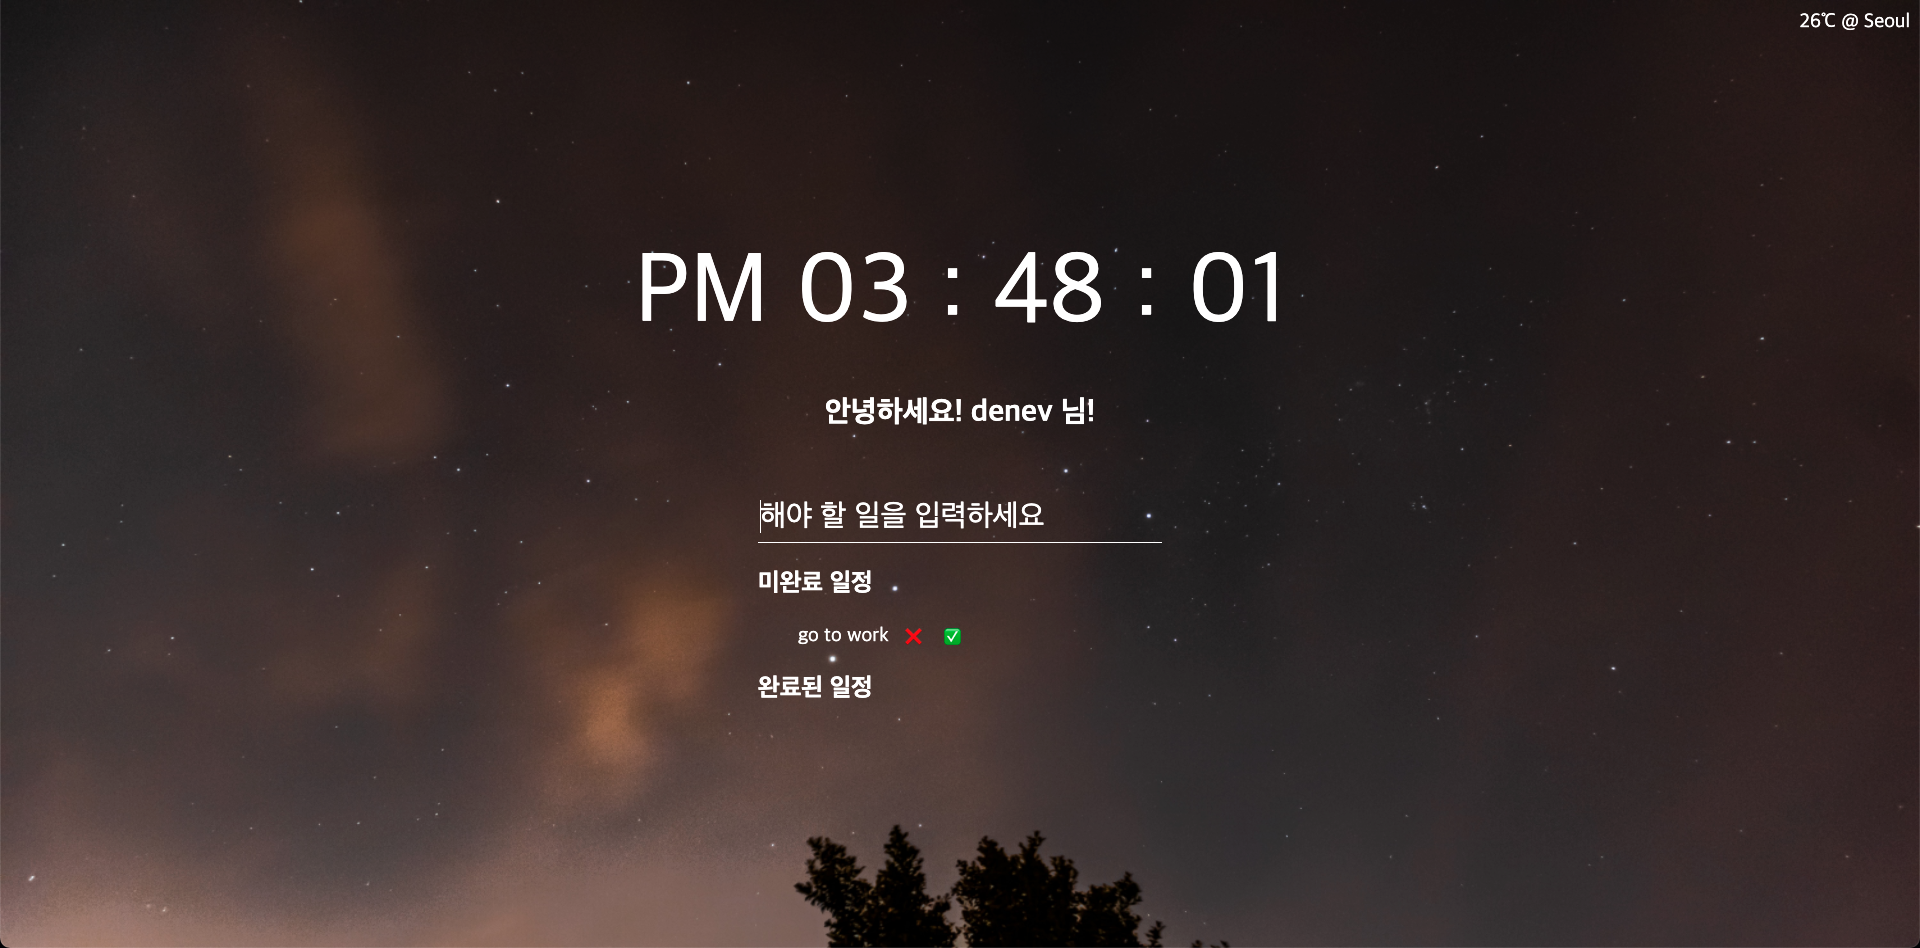 26℃ @ Seoul
PM 03 : 48 : 01
안녕하세요! denev 님!
해야 할 일을 입력하세요
미완료 일정
go to work ❌ ✅
완료된 일정